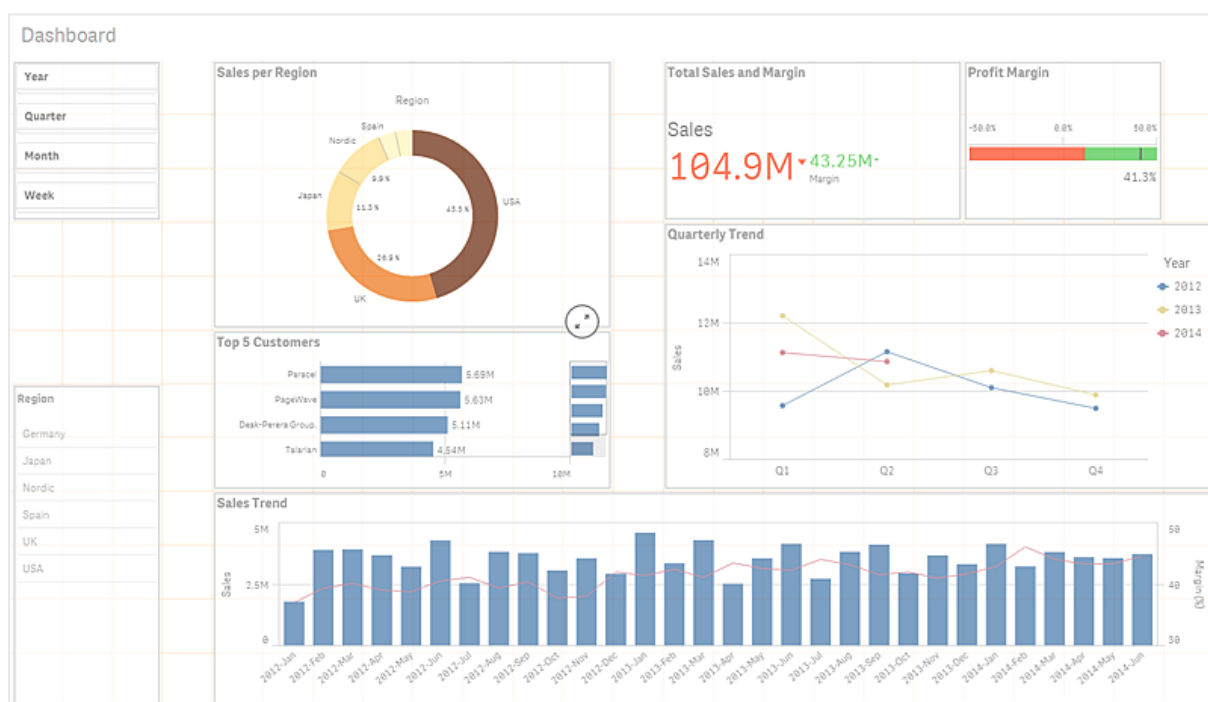 Dashboard
Year
Quarter
Month
Week
Region
Germany
Japan
Nordic
Spain
UK
USA
Sales per Region
Region
Spain
Nordic
Japan
USA
UK
9.9%
11.3%
45.5%
26.9%
Top 5 Customers
Paracel 5.69M
PageWave 5.63M
Deak-Perera Group. 5.11M
Talarian 4.54M
0 5M 10M
Total Sales and Margin
Sales
104.9M 43.25M
Margin
Profit Margin
-50.0% 0.0% 50.0%
41.3%
Quarterly Trend
14M
12M
10M
8M
Sales
Q1 Q2 Q3 Q4
Year
2012
2013
2014
Sales Trend
5M
2.5M
0
Sales
50
40
30
Margin (%)
2012-Jan 2012-Feb 2012-Mar 2012-Apr 2012-May 2012-Jun 2012-Jul 2012-Aug 2012-Sep 2012-Oct 2012-Nov 2012-Dec 2013-Jan 2013-Feb 2013-Mar 2013-Apr 2013-May 2013-Jun 2013-Jul 2013-Aug 2013-Sep 2013-Oct 2013-Nov 2013-Dec 2014-Jan 2014-Feb 2014-Mar 2014-Apr 2014-May 2014-Jun